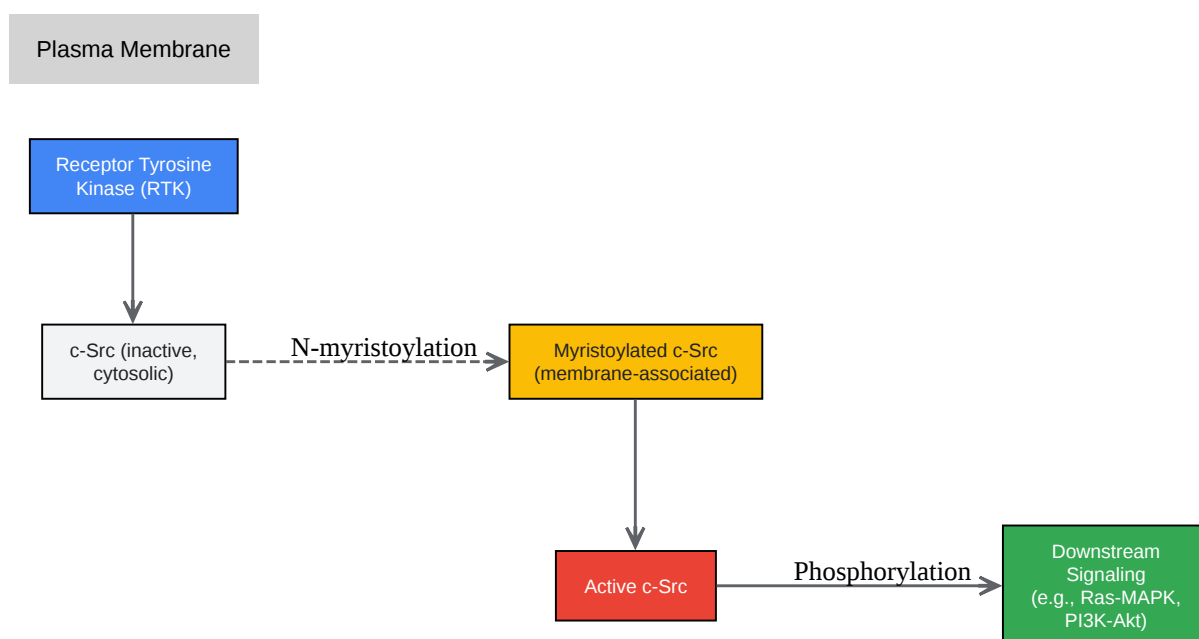 Plasma Membrane
Receptor Tyrosine
Kinase (RTK)
c-Src (inactive,
cytosolic)
N-myristoylation
Myristoylated c-Src
(membrane-associated)
Active c-Src
Phosphorylation
Downstream
Signaling
(e.g., Ras-MAPK,
PI3K-Akt)